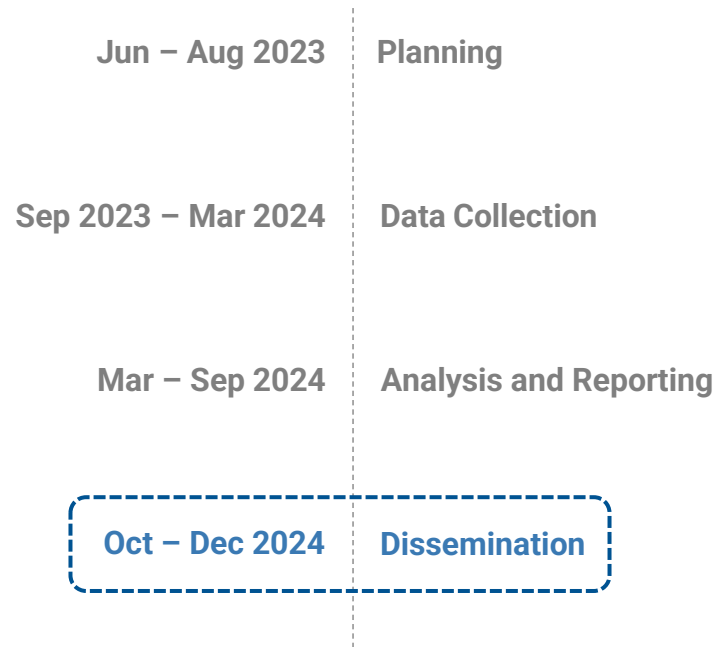 Jun – Aug 2023 Planning
Sep 2023 – Mar 2024 Data Collection
Mar – Sep 2024 Analysis and Reporting
Oct – Dec 2024 Dissemination